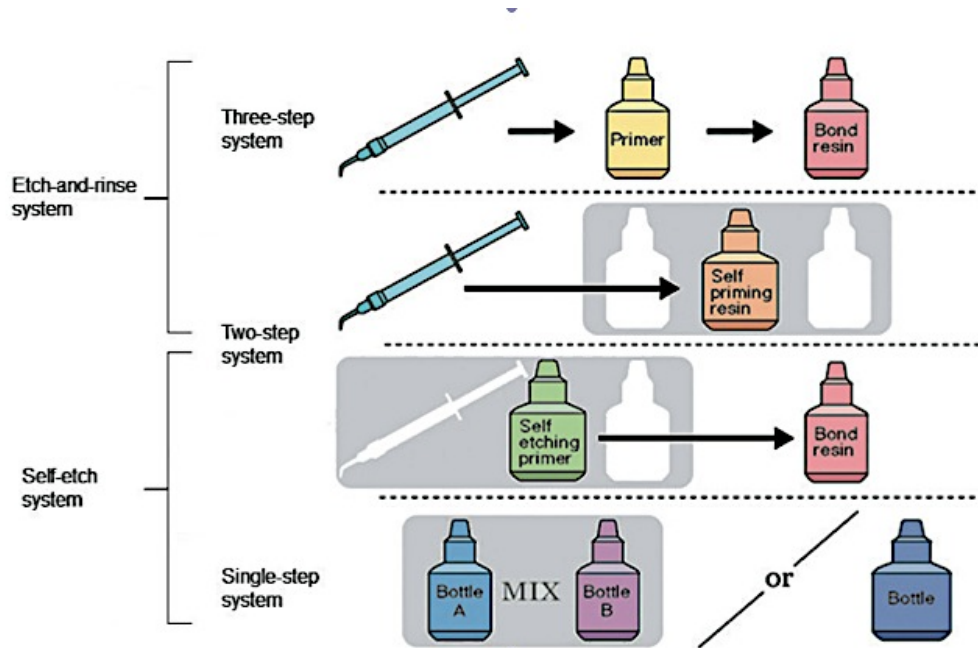 Three-step
system
Primer
Bond
resin
Etch-and-rinse
system
Self
priming
resin
Two-step
system
Self
etching
primer
Bond
resin
Self-etch
system
Single-step
system
Bottle
A
MIX
Bottle
B
or
Bottle